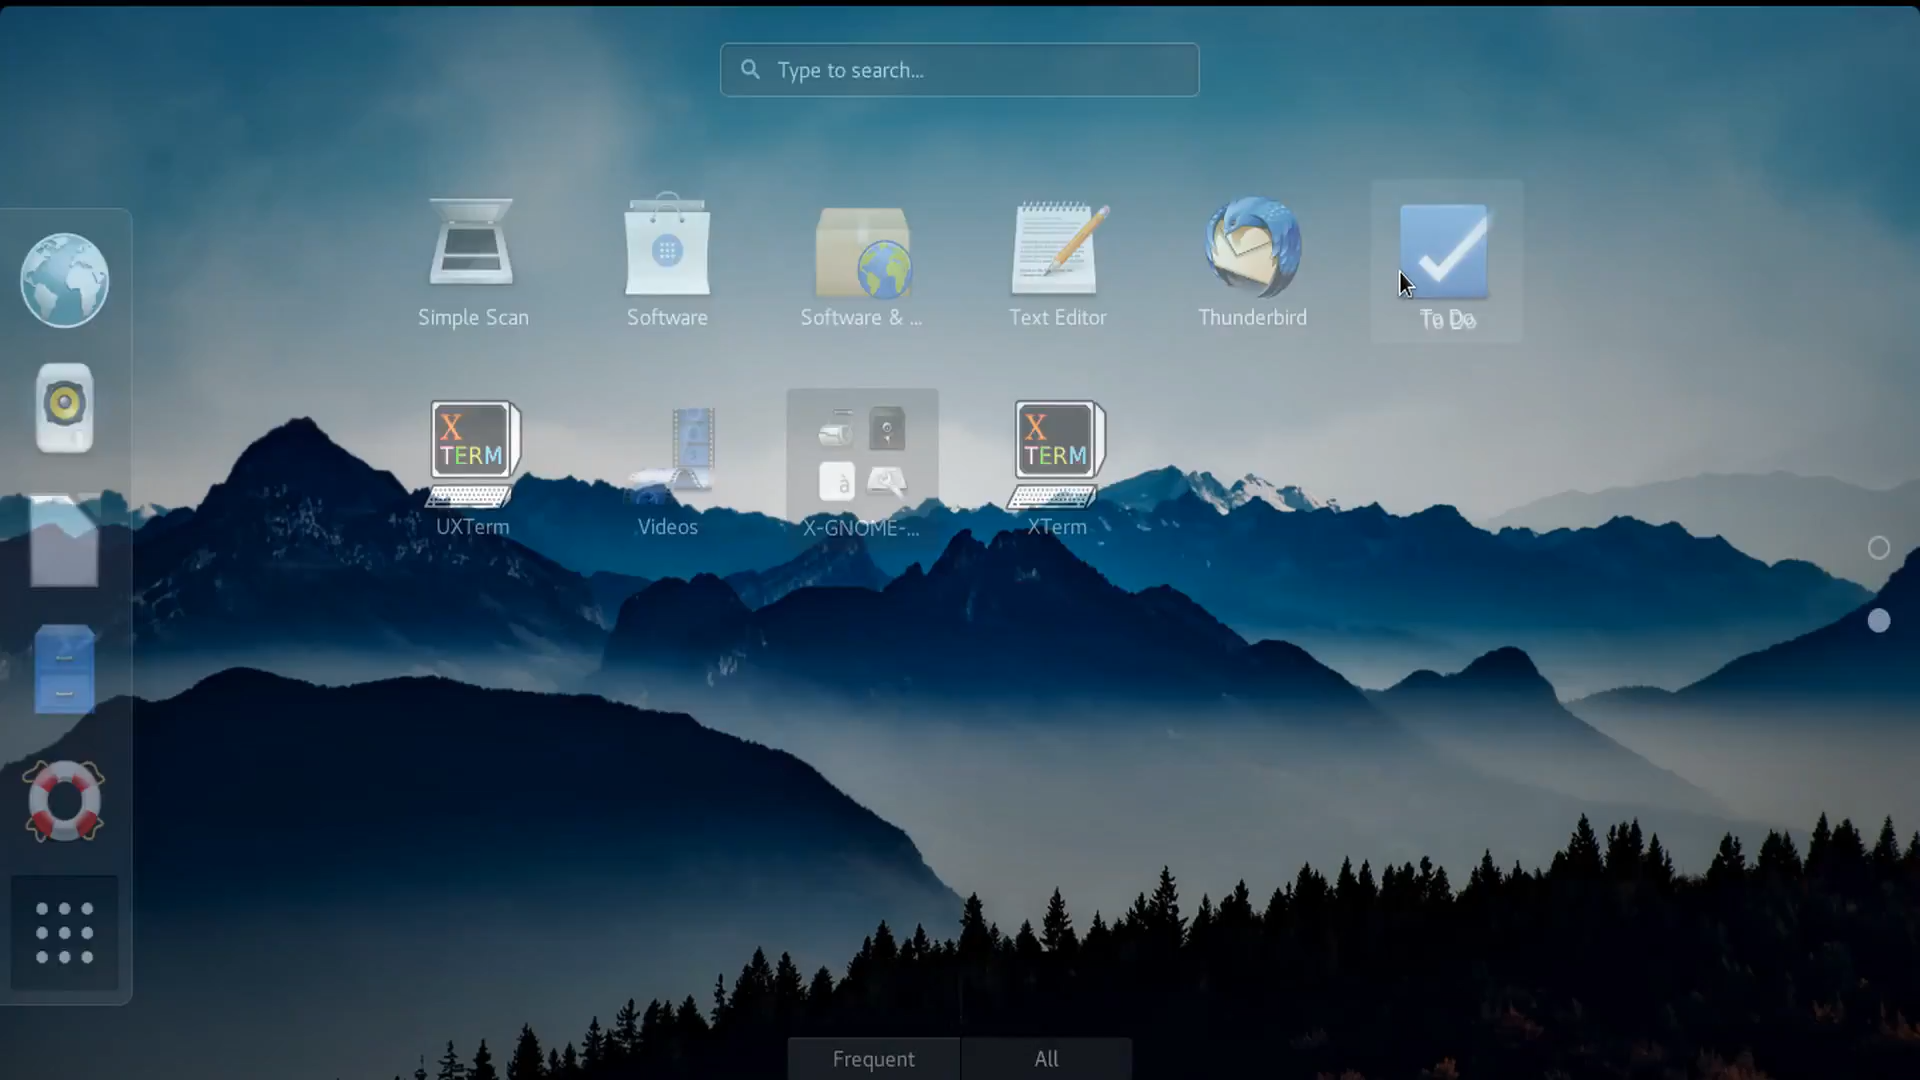 Type to search...
Simple Scan
Software
Software & ...
Text Editor
Thunderbird
To Do
X
TERM
UXTerm
Videos
à
X-GNOME-...
X
TERM
XTerm
Frequent
All